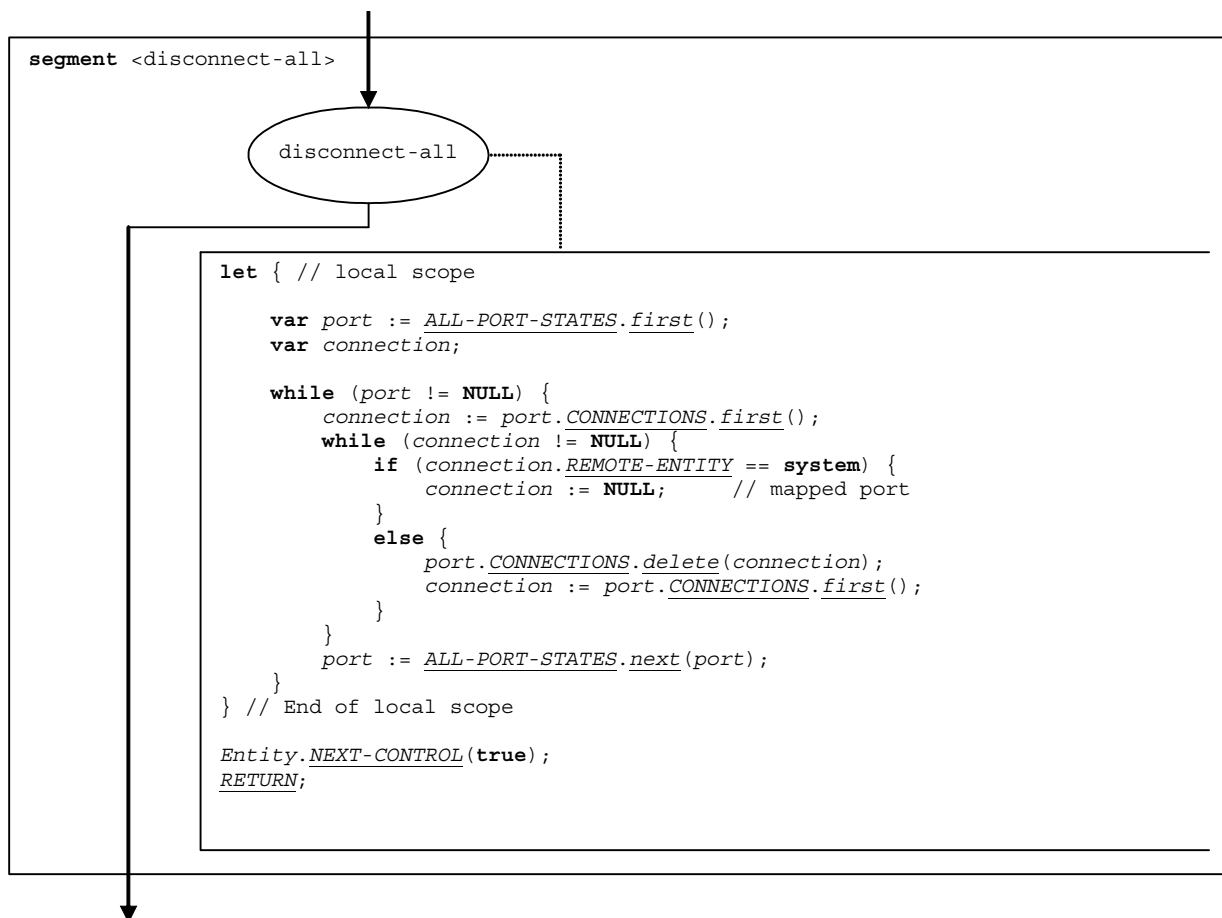 segment <disconnect-all>
disconnect-all
let { // local scope
var port := ALL-PORT-STATES.first();
var connection;
while (port != NULL) {
connection := port.CONNECTIONS.first();
while (connection != NULL) {
if (connection.REMOTE-ENTITY == system) {
connection := NULL; // mapped port
}
else {
port.CONNECTIONS.delete(connection);
connection := port.CONNECTIONS.first();
}
}
port := ALL-PORT-STATES.next(port);
}
} // End of local scope
Entity.NEXT-CONTROL(true);
RETURN;